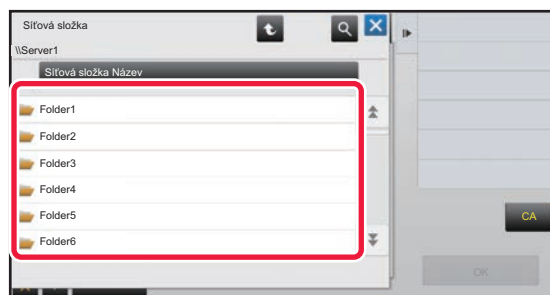 Síťová složka
\\Server1
Síťová složka Název
Folder1
Folder2
Folder3
Folder4
Folder5
Folder6
CA
OK